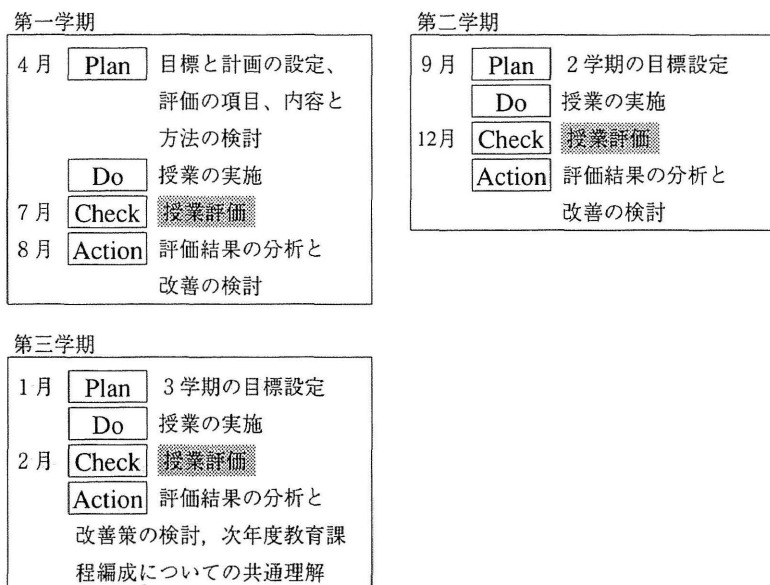 第一学期
4月 Plan 目標と計画の設定、
評価の項目、内容と
方法の検討
Do 授業の実施
7月 Check 授業評価
8月 Action 評価結果の分析と
改善の検討
第二学期
9月 Plan 2学期の目標設定
Do 授業の実施
12月 Check 授業評価
Action 評価結果の分析と
改善の検討
第三学期
1月 Plan 3学期の目標設定
Do 授業の実施
2月 Check 授業評価
Action 評価結果の分析と
改善策の検討，次年度教育課
程編成についての共通理解